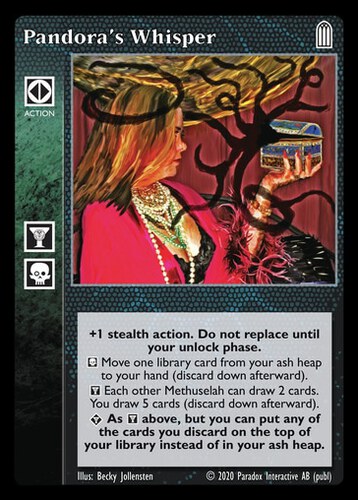 Pandora's Whisper
ACTION
+1 stealth action. Do not replace until
your unlock phase.
Move one library card from your ash heap
to your hand (discard down afterward).
Each other Methuselah can draw 2 cards.
You draw 5 cards (discard down afterward).
As above, but you can put any of
the cards you discard on the top of
your library instead of in your ash heap.
Illus: Becky Jollensten © 2020 Paradox Interactive AB (publ)